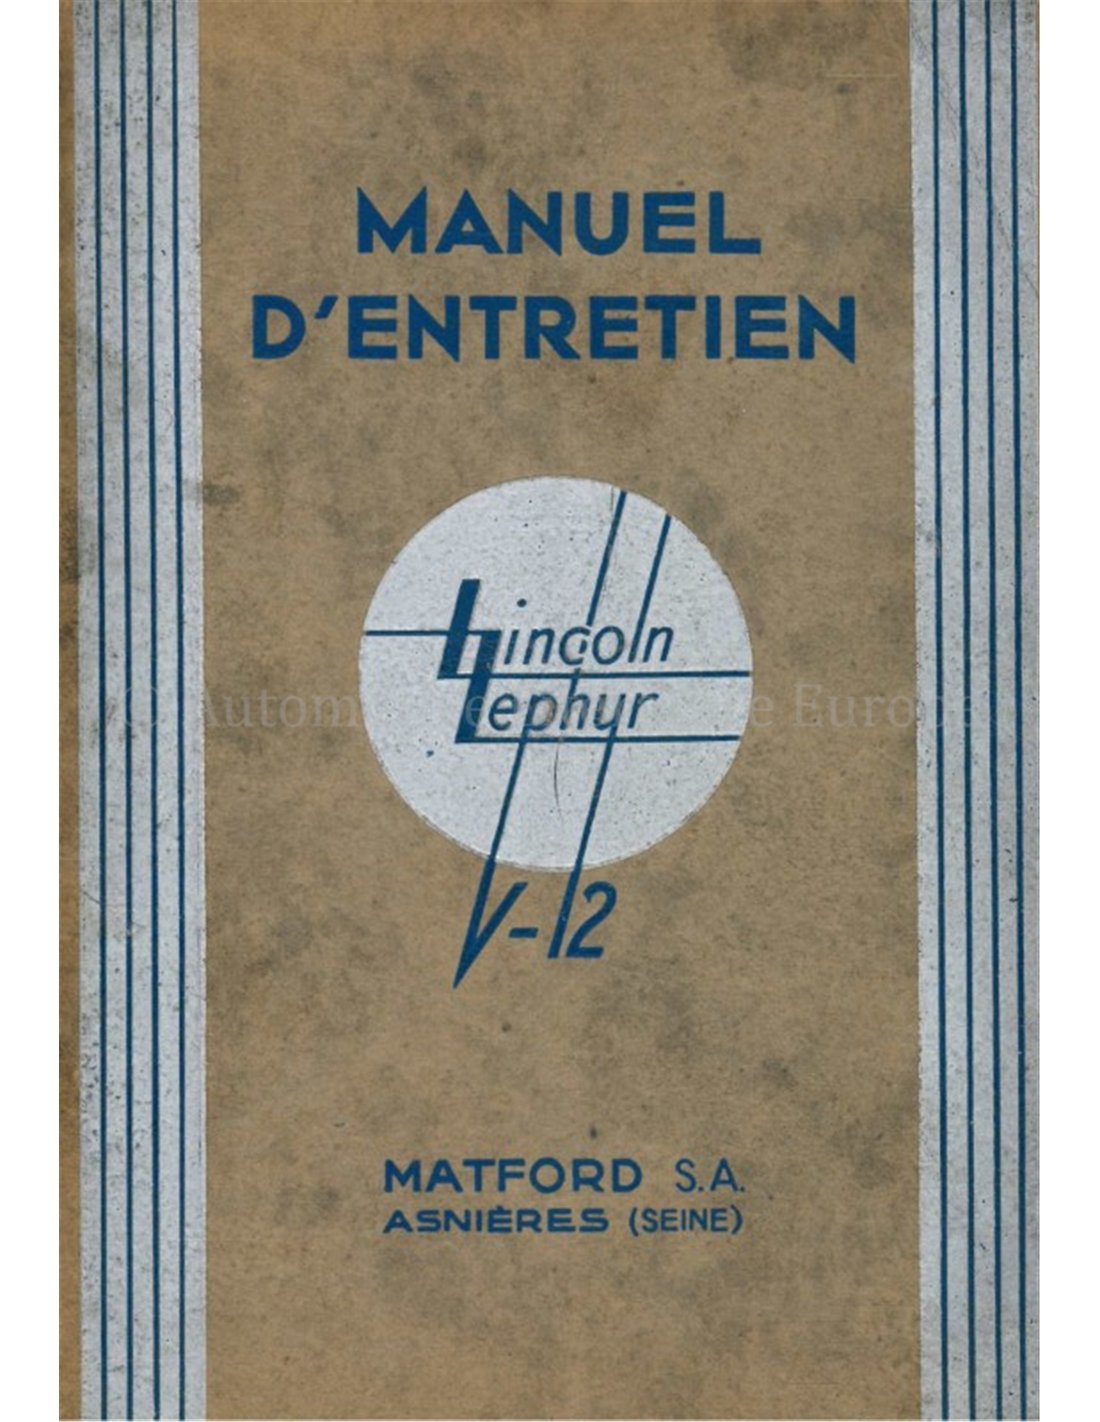 MANUEL
D'ENTRETIEN
Lincoln
Zephyr
V-12
MATFORD S.A.
ASNIÈRES (SEINE)